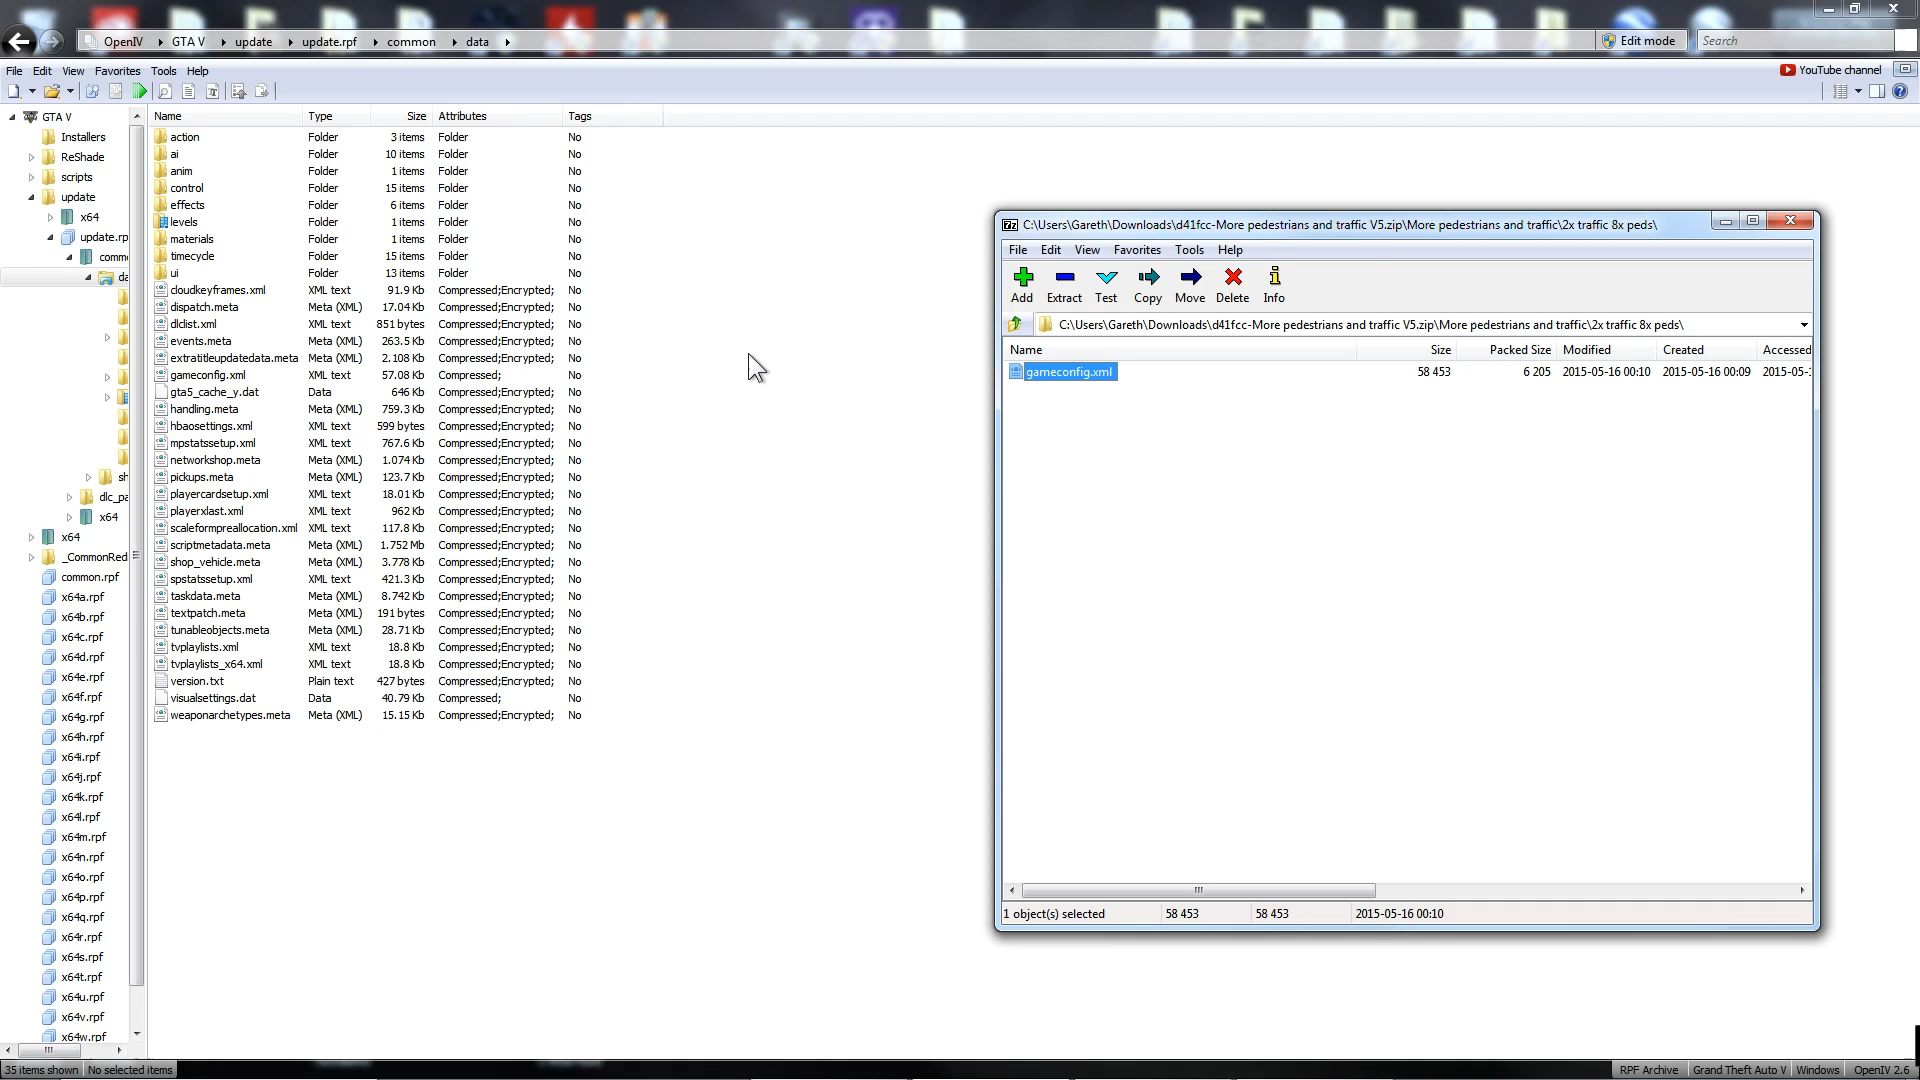 OpenIV GTA V update update.rpf common data Edit mode Search
File Edit View Favorites Tools Help YouTube channel
GTA V
Installers
ReShade
scripts
update
x64
update.rp
comm
da
sh
dlc_pa
x64
x64
_CommonRed
common.rpf
x64a.rpf
x64b.rpf
x64c.rpf
x64d.rpf
x64e.rpf
x64f.rpf
x64g.rpf
x64h.rpf
x64i.rpf
x64j.rpf
x64k.rpf
x64l.rpf
x64m.rpf
x64n.rpf
x64o.rpf
x64p.rpf
x64q.rpf
x64r.rpf
x64s.rpf
x64t.rpf
x64u.rpf
x64v.rpf
x64w.rpf
Name Type Size Attributes Tags
action Folder 3 items Folder No
ai Folder 10 items Folder No
anim Folder 1 items Folder No
control Folder 15 items Folder No
effects Folder 6 items Folder No
levels Folder 1 items Folder No
materials Folder 1 items Folder No
timecycle Folder 15 items Folder No
ui Folder 13 items Folder No
cloudkeyframes.xml XML text 91.9 Kb Compressed;Encrypted; No
dispatch.meta Meta (XML) 17.04 Kb Compressed;Encrypted; No
dlclist.xml XML text 851 bytes Compressed;Encrypted; No
events.meta Meta (XML) 263.5 Kb Compressed;Encrypted; No
extratitleupdatedata.meta Meta (XML) 2.108 Kb Compressed;Encrypted; No
gameconfig.xml XML text 57.08 Kb Compressed; No
gta5_cache_y.dat Data 646 Kb Compressed;Encrypted; No
handling.meta Meta (XML) 759.3 Kb Compressed;Encrypted; No
hbaosettings.xml XML text 599 bytes Compressed;Encrypted; No
mpstatssetup.xml XML text 767.6 Kb Compressed;Encrypted; No
networkshop.meta Meta (XML) 1.074 Kb Compressed;Encrypted; No
pickups.meta Meta (XML) 123.7 Kb Compressed;Encrypted; No
playercardsetup.xml XML text 18.01 Kb Compressed;Encrypted; No
playerxlast.xml XML text 962 Kb Compressed;Encrypted; No
scaleformpreallocation.xml XML text 117.8 Kb Compressed;Encrypted; No
scriptmetadata.meta Meta (XML) 1.752 Mb Compressed;Encrypted; No
shop_vehicle.meta Meta (XML) 3.778 Kb Compressed;Encrypted; No
spstatssetup.xml XML text 421.3 Kb Compressed;Encrypted; No
taskdata.meta Meta (XML) 8.742 Kb Compressed;Encrypted; No
textpatch.meta Meta (XML) 191 bytes Compressed;Encrypted; No
tunableobjects.meta Meta (XML) 28.71 Kb Compressed;Encrypted; No
tvplaylists.xml XML text 18.8 Kb Compressed;Encrypted; No
tvplaylists_x64.xml XML text 18.8 Kb Compressed;Encrypted; No
version.txt Plain text 427 bytes Compressed;Encrypted; No
visualsettings.dat Data 40.79 Kb Compressed; No
weaponarchetypes.meta Meta (XML) 15.15 Kb Compressed;Encrypted; No
7z C:\Users\Gareth\Downloads\d41fcc-More pedestrians and traffic V5.zip\More pedestrians and traffic\2x traffic 8x peds\
File Edit View Favorites Tools Help
Add Extract Test Copy Move Delete Info
C:\Users\Gareth\Downloads\d41fcc-More pedestrians and traffic V5.zip\More pedestrians and traffic\2x traffic 8x peds\
Name Size Packed Size Modified Created Accessed
gameconfig.xml 58 453 6 205 2015-05-16 00:10 2015-05-16 00:09 2015-05-
1 object(s) selected 58 453 58 453 2015-05-16 00:10
35 items shown No selected items RPF Archive Grand Theft Auto V Windows OpenIV 2.6